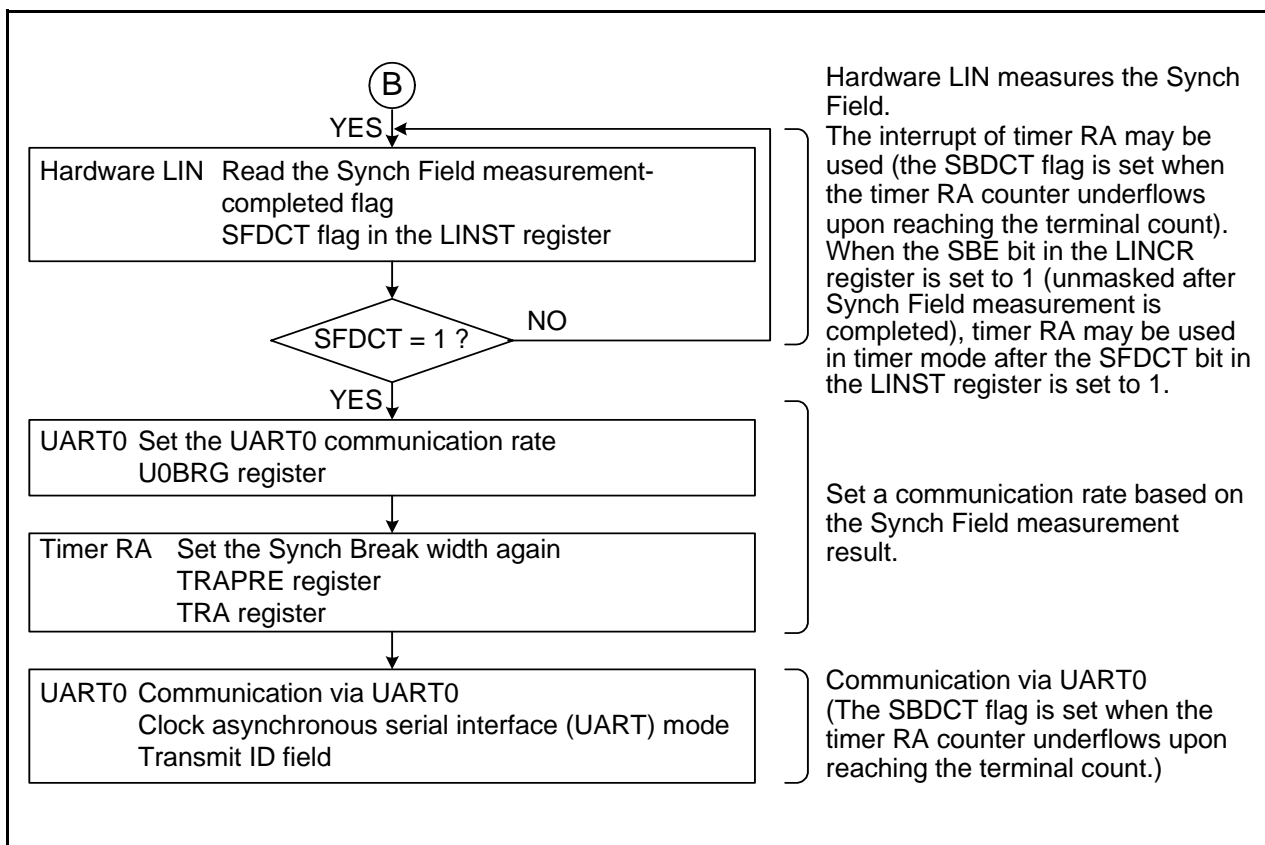 B
YES
Hardware LIN Read the Synch Field measurement-
completed flag
SFDCT flag in the LINST register
SFDCT = 1 ?
NO
YES
Hardware LIN measures the Synch
Field.
The interrupt of timer RA may be
used (the SBDCT flag is set when
the timer RA counter underflows
upon reaching the terminal count).
When the SBE bit in the LINCR
register is set to 1 (unmasked after
Synch Field measurement is
completed), timer RA may be used
in timer mode after the SFDCT bit in
the LINST register is set to 1.
UART0 Set the UART0 communication rate
U0BRG register
Timer RA Set the Synch Break width again
TRAPRE register
TRA register
Set a communication rate based on
the Synch Field measurement
result.
UART0 Communication via UART0
Clock asynchronous serial interface (UART) mode
Transmit ID field
Communication via UART0
(The SBDCT flag is set when the
timer RA counter underflows upon
reaching the terminal count.)